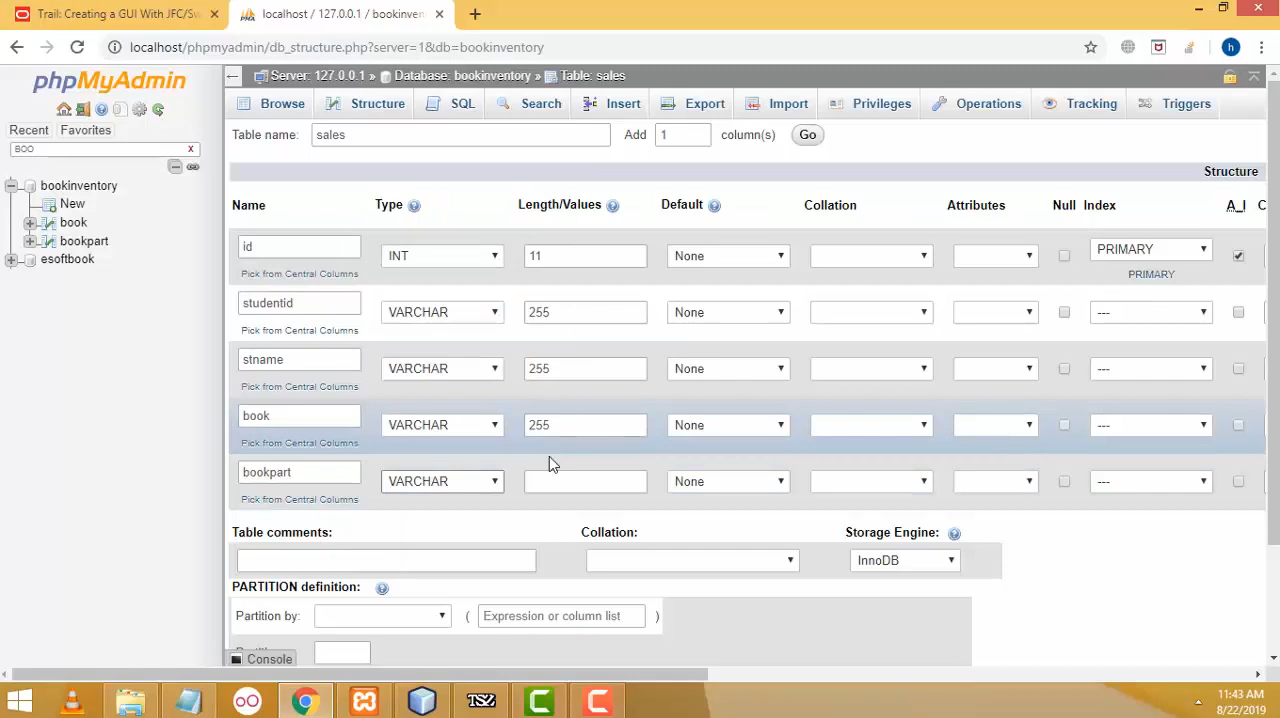 Trail: Creating a GUI With JFC/Sw
localhost / 127.0.0.1 / bookinven
localhost/phpmyadmin/db_structure.php?server=1&db=bookinventory
h
phpMyAdmin
Server: 127.0.0.1 » Database: bookinventory » Table: sales
Browse Structure SQL Search Insert Export Import Privileges Operations Tracking Triggers
Recent Favorites
Table name: sales Add 1 column(s) Go
BOO x
Structure
bookinventory
New
book
bookpart
esoftbook
Name Type Length/Values Default Collation Attributes Null Index A_I C
id INT 11 None PRIMARY
Pick from Central Columns PRIMARY
studentid VARCHAR 255 None ---
Pick from Central Columns
stname VARCHAR 255 None ---
Pick from Central Columns
book VARCHAR 255 None ---
Pick from Central Columns
bookpart VARCHAR None ---
Pick from Central Columns
Table comments: Collation: Storage Engine:
InnoDB
PARTITION definition:
Partition by: ( Expression or column list )
Console
TSZ
11:43 AM
8/22/2019